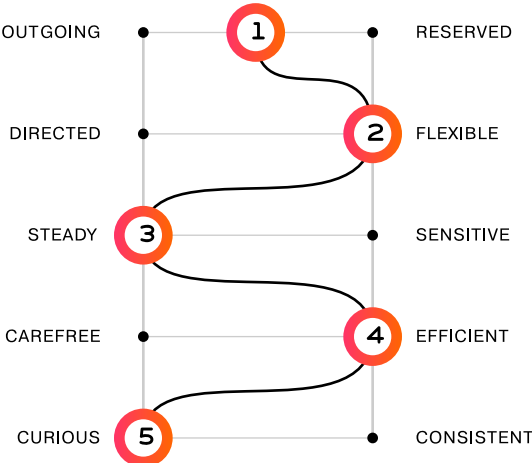 OUTGOING 1 RESERVED
DIRECTED 2 FLEXIBLE
STEADY 3 SENSITIVE
CAREFREE 4 EFFICIENT
CURIOUS 5 CONSISTENT